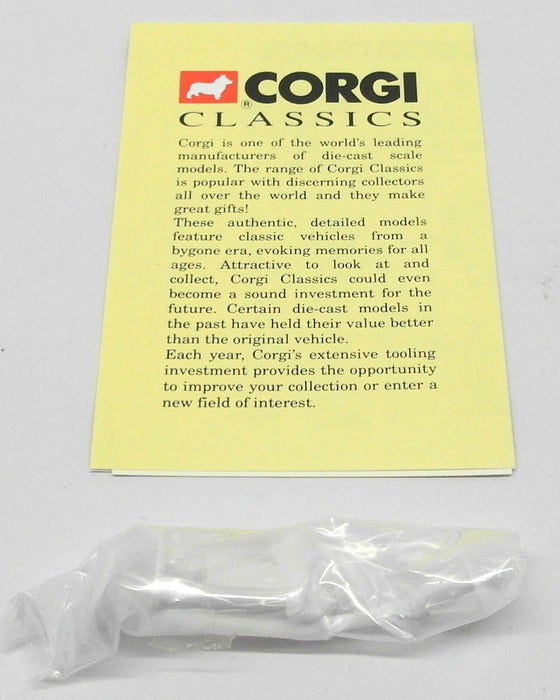 CORGI
®
CLASSICS
Corgi is one of the world's leading
manufacturers of die-cast scale
models. The range of Corgi Classics
is popular with discerning collectors
all over the world and they make
great gifts!
These authentic, detailed models
feature classic vehicles from a
bygone era, evoking memories for all
ages. Attractive to look at and
collect, Corgi Classics could even
become a sound investment for the
future. Certain die-cast models in
the past have held their value better
than the original vehicle.
Each year, Corgi's extensive tooling
investment provides the opportunity
to improve your collection or enter a
new field of interest.